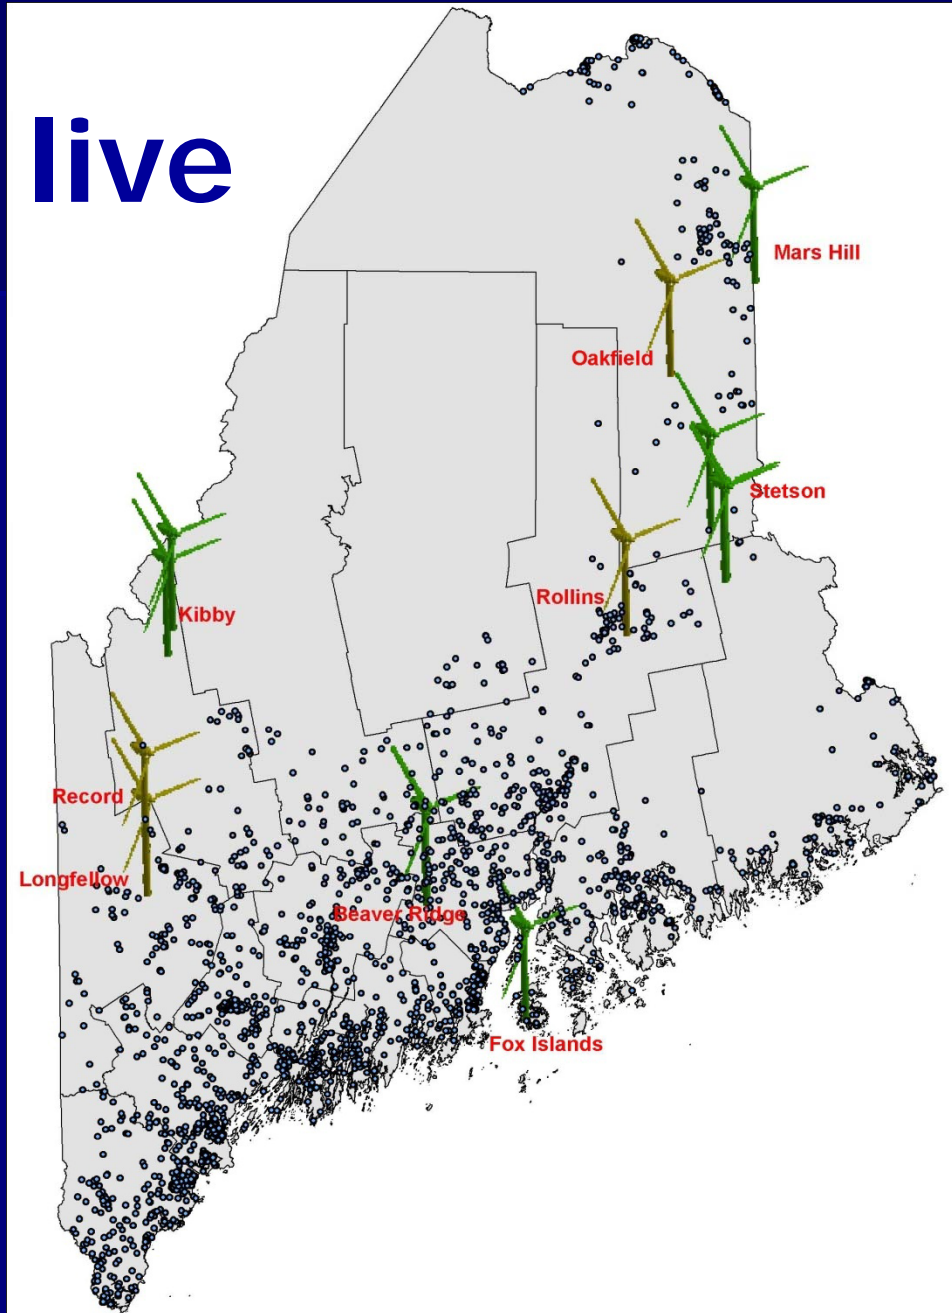 live
Mars Hill
Oakfield
Stetson
Rollins
Kibby
Record
Longfellow
Beaver Ridge
Fox Islands